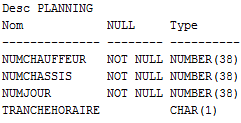 Desc PLANNING
Nom NULL Type
-------------- -------- ----------
NUMCHAUFFEUR NOT NULL NUMBER(38)
NUMCHASSIS NOT NULL NUMBER(38)
NUMJOUR NOT NULL NUMBER(38)
TRANCHEHORAIRE CHAR(1)